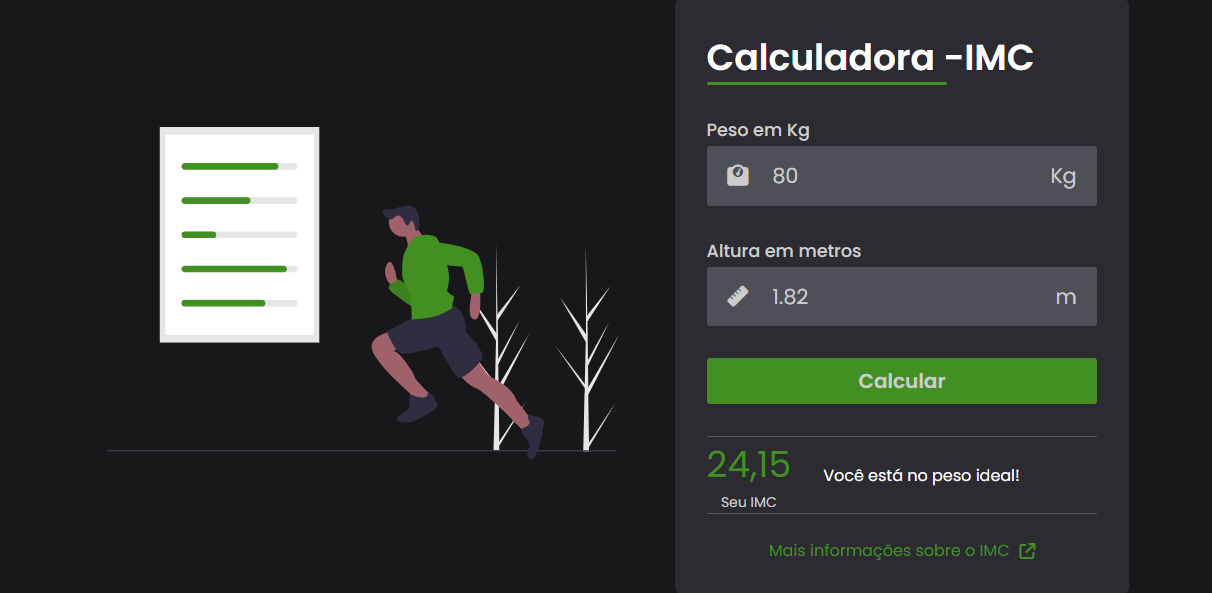 Calculadora -IMC
Peso em Kg
80 Kg
Altura em metros
1.82 m
Calcular
24,15
Você está no peso ideal!
Seu IMC
Mais informações sobre o IMC